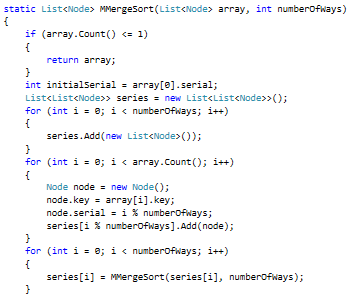 static List<Node> MMergeSort(List<Node> array, int numberOfWays)
{
if (array.Count() <= 1)
{
return array;
}
int initialSerial = array[0].serial;
List<List<Node>> series = new List<List<Node>>();
for (int i = 0; i < numberOfWays; i++)
{
series.Add(new List<Node>());
}
for (int i = 0; i < array.Count(); i++)
{
Node node = new Node();
node.key = array[i].key;
node.serial = i % numberOfWays;
series[i % numberOfWays].Add(node);
}
for (int i = 0; i < numberOfWays; i++)
{
series[i] = MMergeSort(series[i], numberOfWays);
}